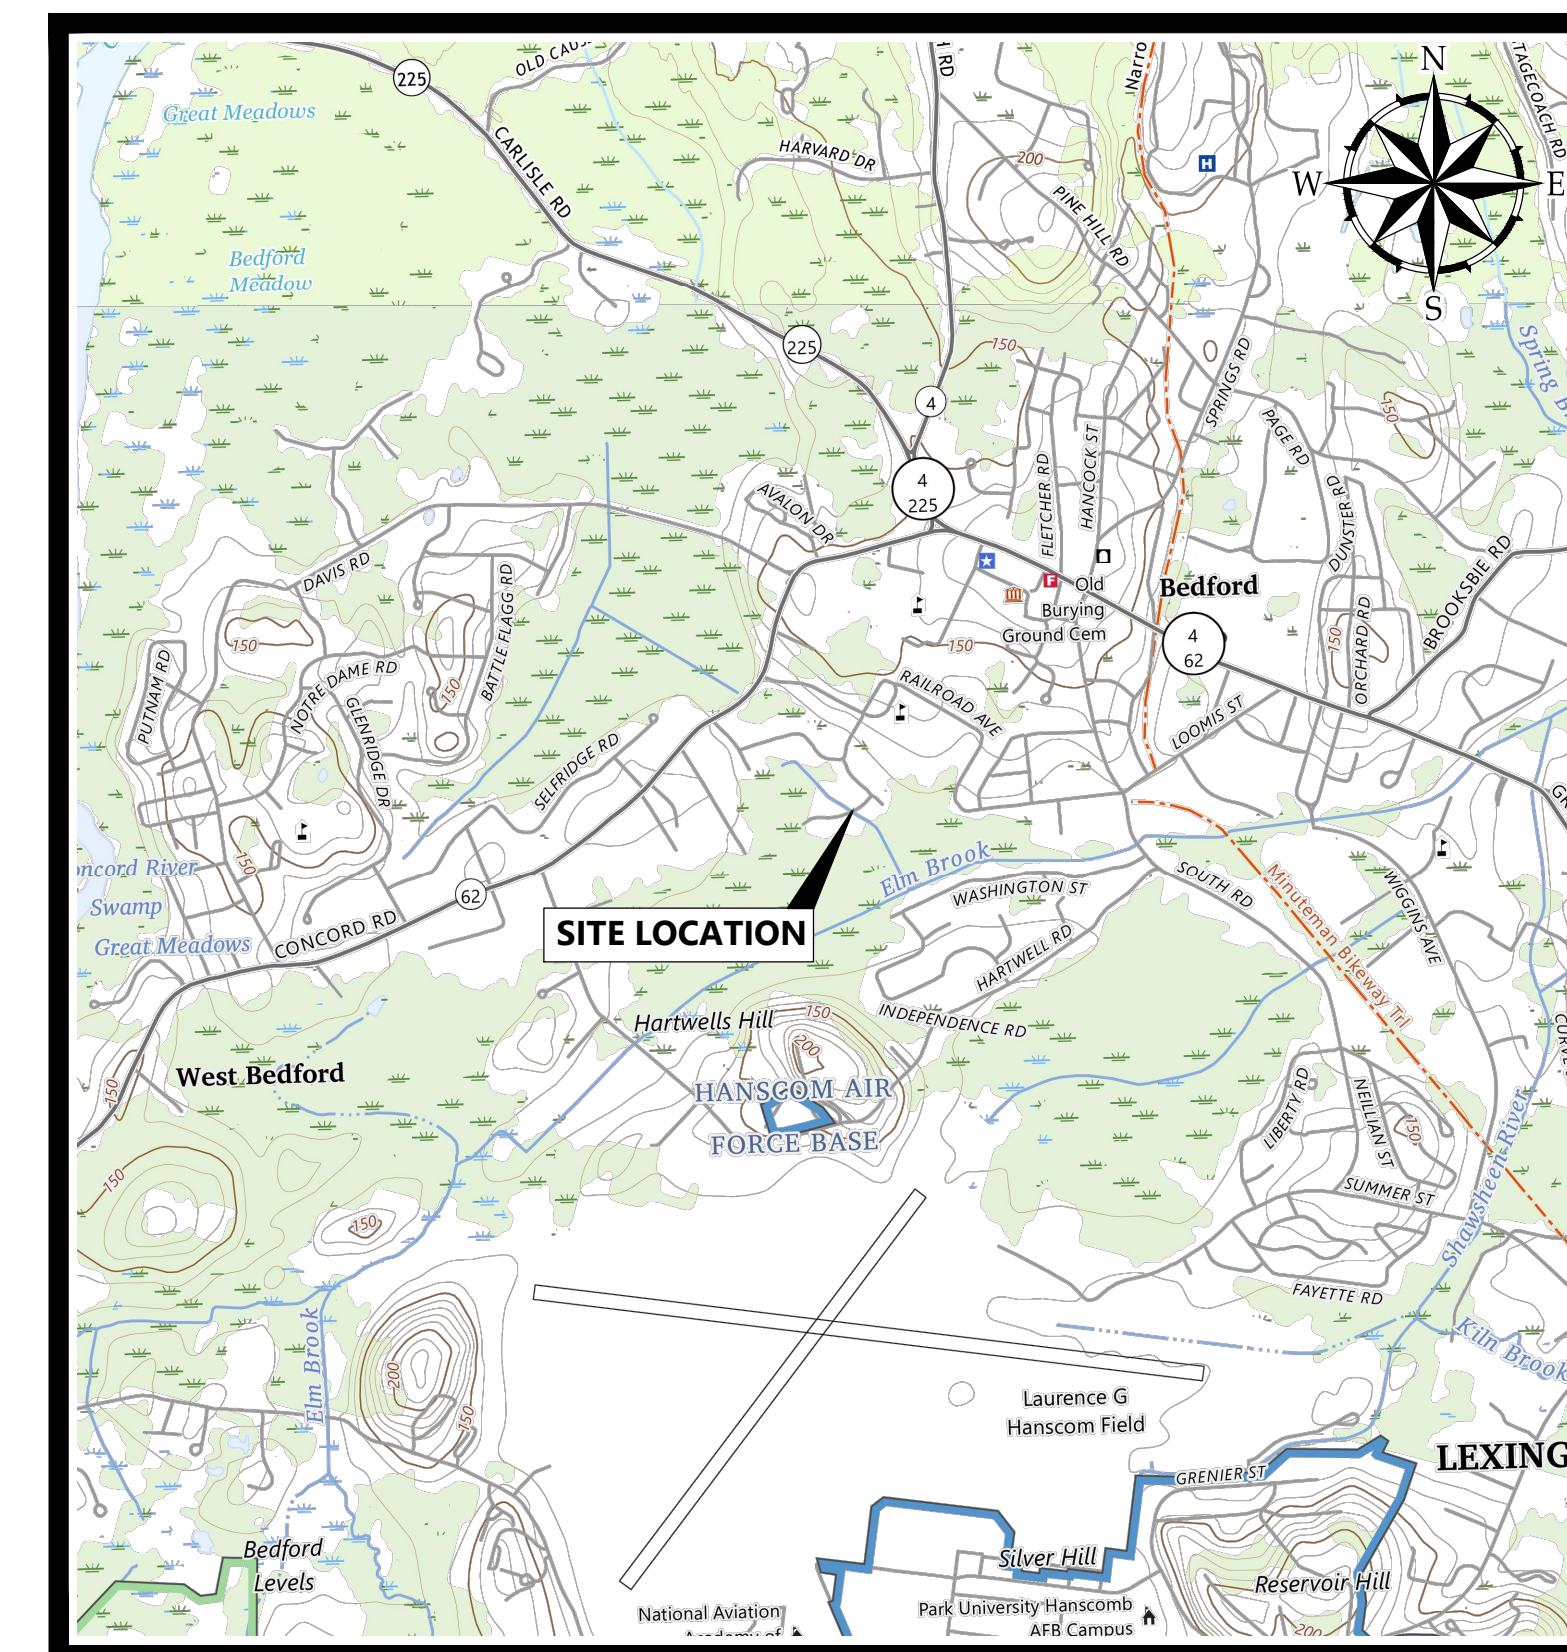 225
OLD CAUS
H RD
Narro
TAGECOACH RD
N
W
E
S
Great Meadows
CARLISLE RD
HARVARD DR
200
H
PINE HILL RD
Bedford
Meadow
225
150
4
SPRINGS RD
Spring B
150
PAGE RD
4
225
AVALON DR
FLETCHER RD
HANCOCK ST
DUNSTER RD
DAVIS RD
BATTLE FLAGG RD
F
Old
Burying
Ground Cem
Bedford
BROOKSBIE RD
150
PUTNAM RD
NOTRE DAME RD
150
150
4
62
150
ORCHARD RD
GLENRIDGE DR
RAILROAD AVE
LOOMIS ST
SELFRIDGE RD
150
Concord River
Swamp
Great Meadows
CONCORD RD
62
Elm Brook
WASHINGTON ST
SOUTH RD
WIGGINS AVE
Minuteman Bikeway Trl
SITE LOCATION
HARTWELL RD
INDEPENDENCE RD
Hartwells Hill
150
200
West Bedford
150
HANSCOM AIR
FORCE BASE
LIBERTY RD
NEILLIAN ST
150
SUMMER ST
Shawsheen River
150
150
FAYETTE RD
Kiln Brook
Elm Brook
200
150
Laurence G
Hanscom Field
LEXING
GRENIER ST
Bedford
Levels
Silver Hill
Reservoir Hill
National Aviation
Academy of
Park University Hanscomb
AFB Campus
200